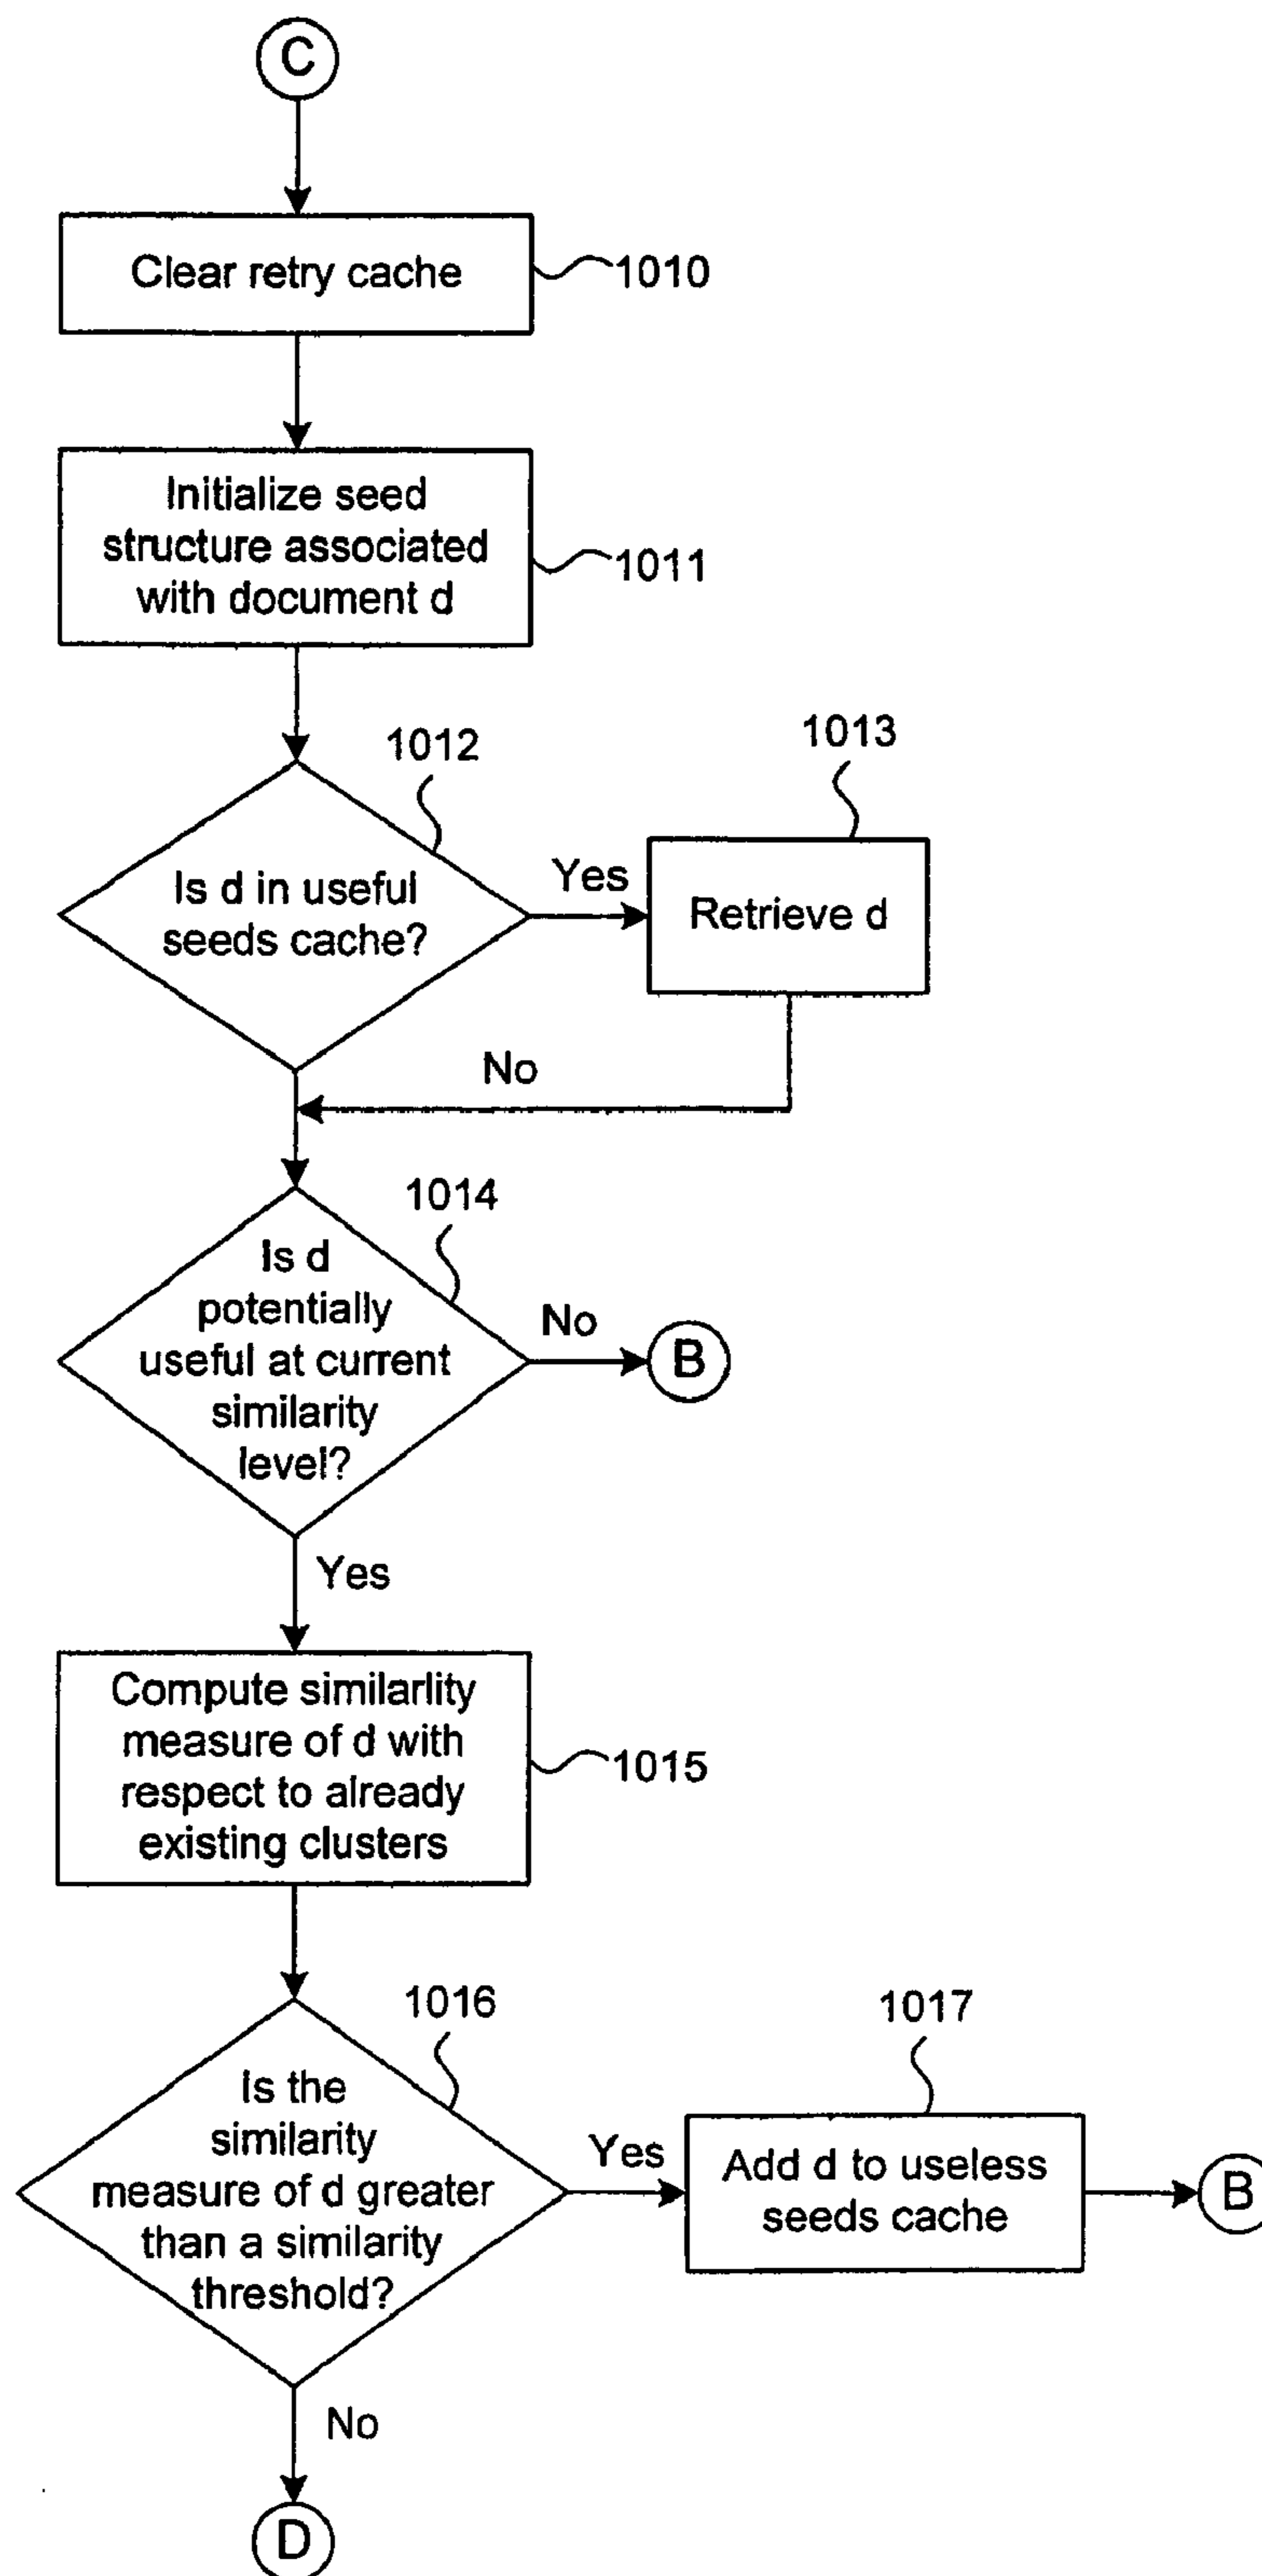 C
Clear retry cache
1010
Initialize seed
structure associated
with document d
1011
1012
Is d in useful
seeds cache?
Yes
1013
Retrieve d
No
1014
Is d
potentially
useful at current
similarity
level?
No
B
Yes
Compute similarlity
measure of d with
respect to already
existing clusters
1015
1016
Is the
similarity
measure of d greater
than a similarity
threshold?
Yes
1017
Add d to useless
seeds cache
B
No
D